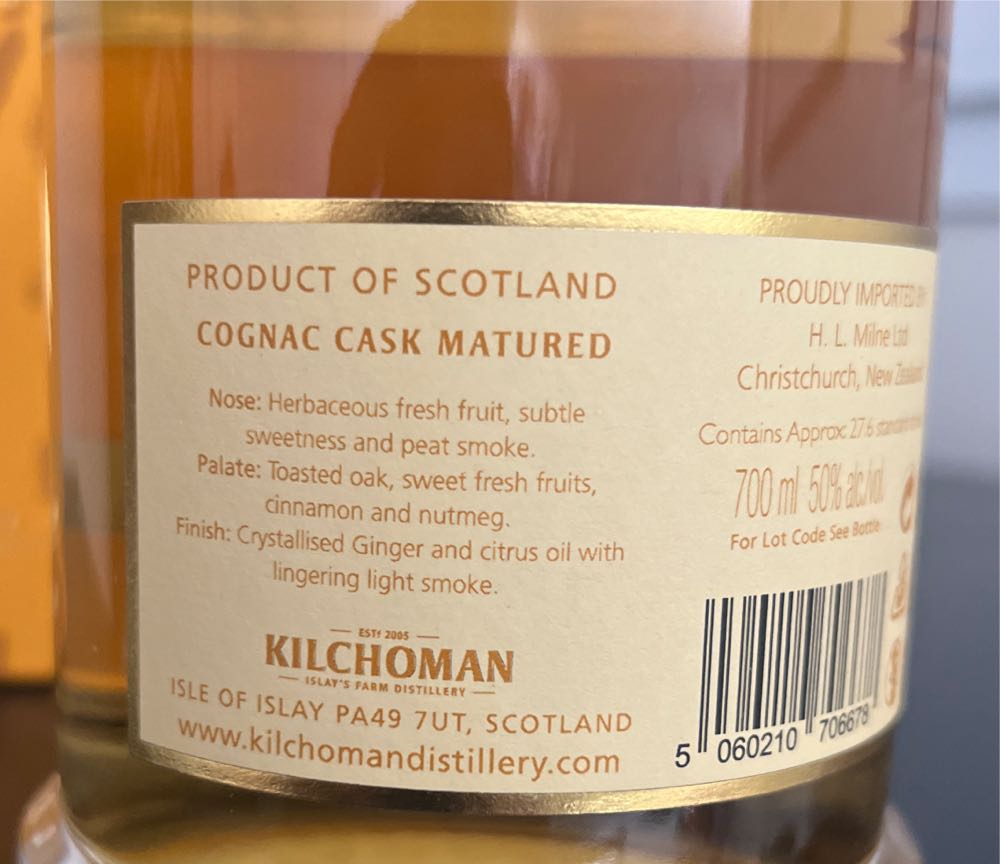 PRODUCT OF SCOTLAND
COGNAC CASK MATURED
Nose: Herbaceous fresh fruit, subtle
sweetness and peat smoke.
Palate: Toasted oak, sweet fresh fruits,
cinnamon and nutmeg.
Finish: Crystallised Ginger and citrus oil with
lingering light smoke.
ESTd 2005
KILCHOMAN
ISLAY'S FARM DISTILLERY
ISLE OF ISLAY PA49 7UT, SCOTLAND
www.kilchomandistillery.com
PROUDLY IMPORTED BY
H. L. Milne Ltd
Christchurch, New Zealand
Contains Approx 27.6 standard
700 ml 50% alc/vol
For Lot Code See Bottle
5 060210 706678